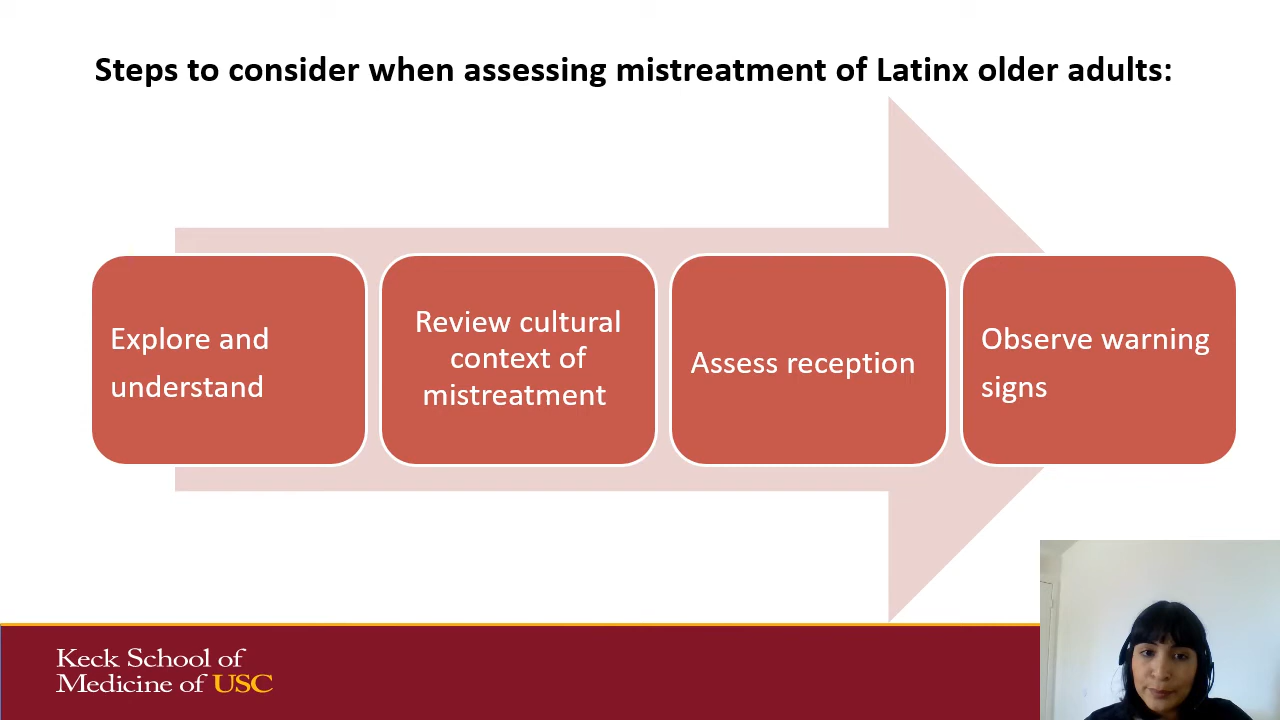 Steps to consider when assessing mistreatment of Latinx older adults:
Explore and
understand
Review cultural
context of
mistreatment
Assess reception
Observe warning
signs
Keck School of
Medicine of USC